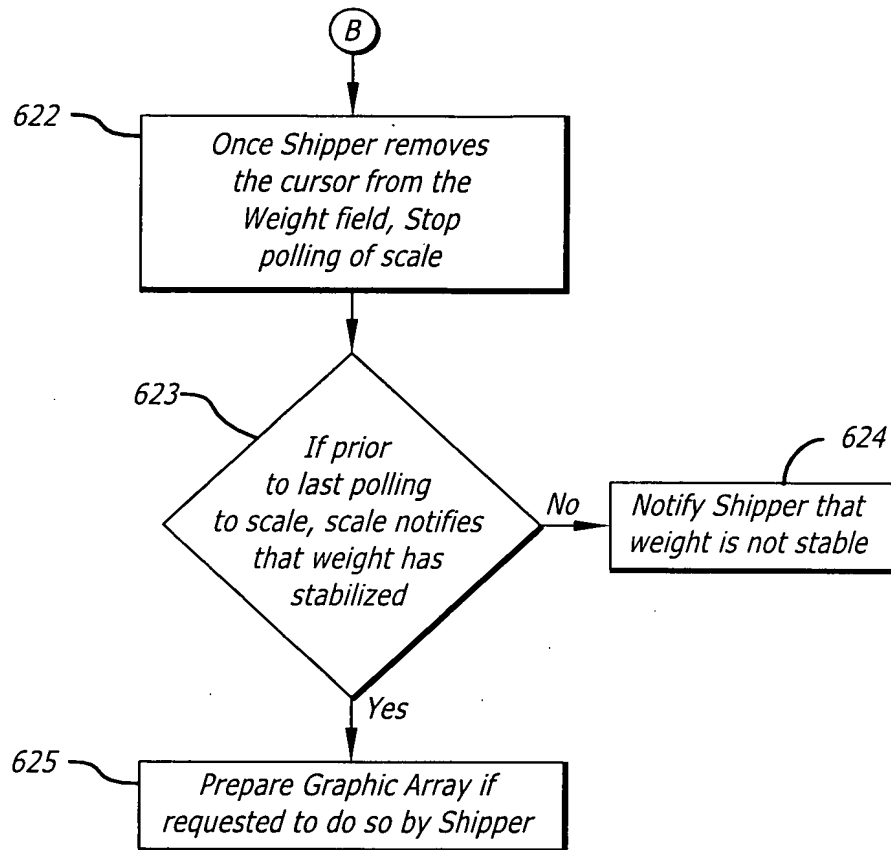 B
622
Once Shipper removes
the cursor from the
Weight field, Stop
polling of scale
623
If prior
to last polling
to scale, scale notifies
that weight has
stabilized
No
624
Notify Shipper that
weight is not stable
Yes
625
Prepare Graphic Array if
requested to do so by Shipper